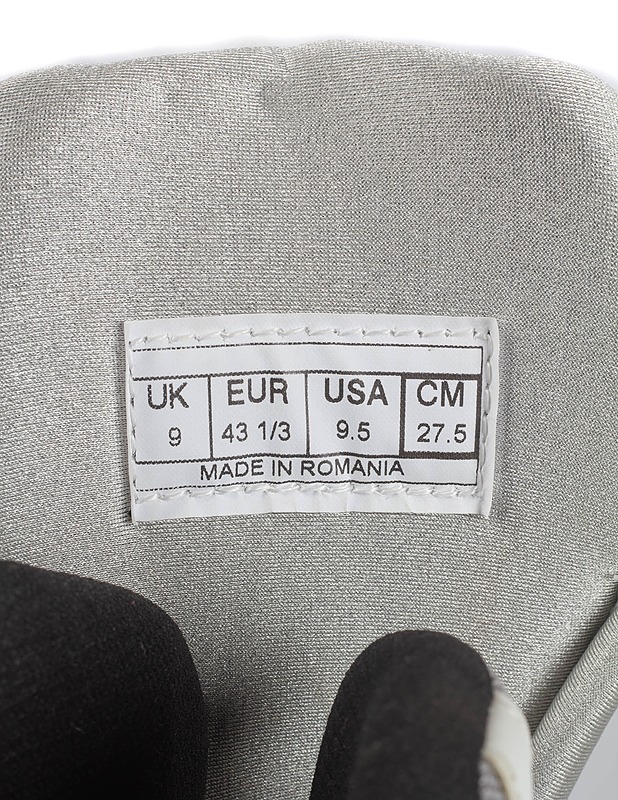 UK EUR USA CM
9 43 1/3 9.5 27.5
MADE IN ROMANIA